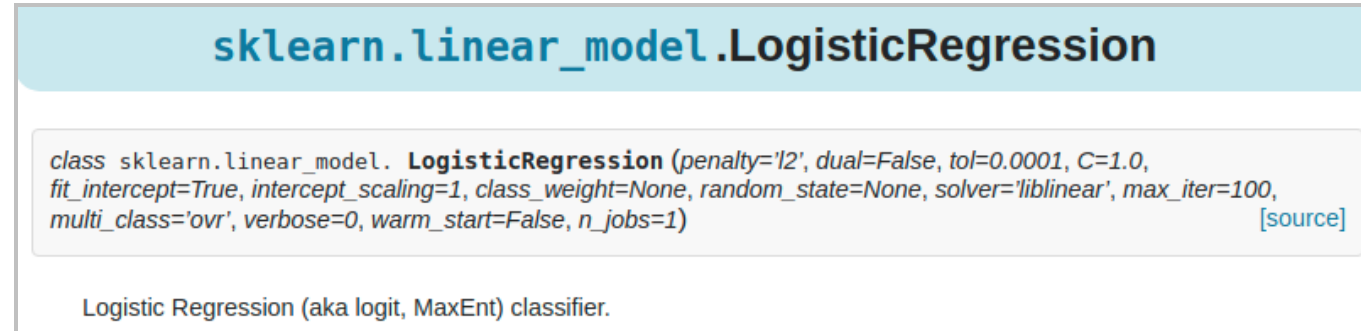 sklearn.linear_model.LogisticRegression
class sklearn.linear_model. LogisticRegression (penalty=’l2’, dual=False, tol=0.0001, C=1.0,
fit_intercept=True, intercept_scaling=1, class_weight=None, random_state=None, solver=’liblinear’, max_iter=100,
multi_class=’ovr’, verbose=0, warm_start=False, n_jobs=1) [source]
Logistic Regression (aka logit, MaxEnt) classifier.